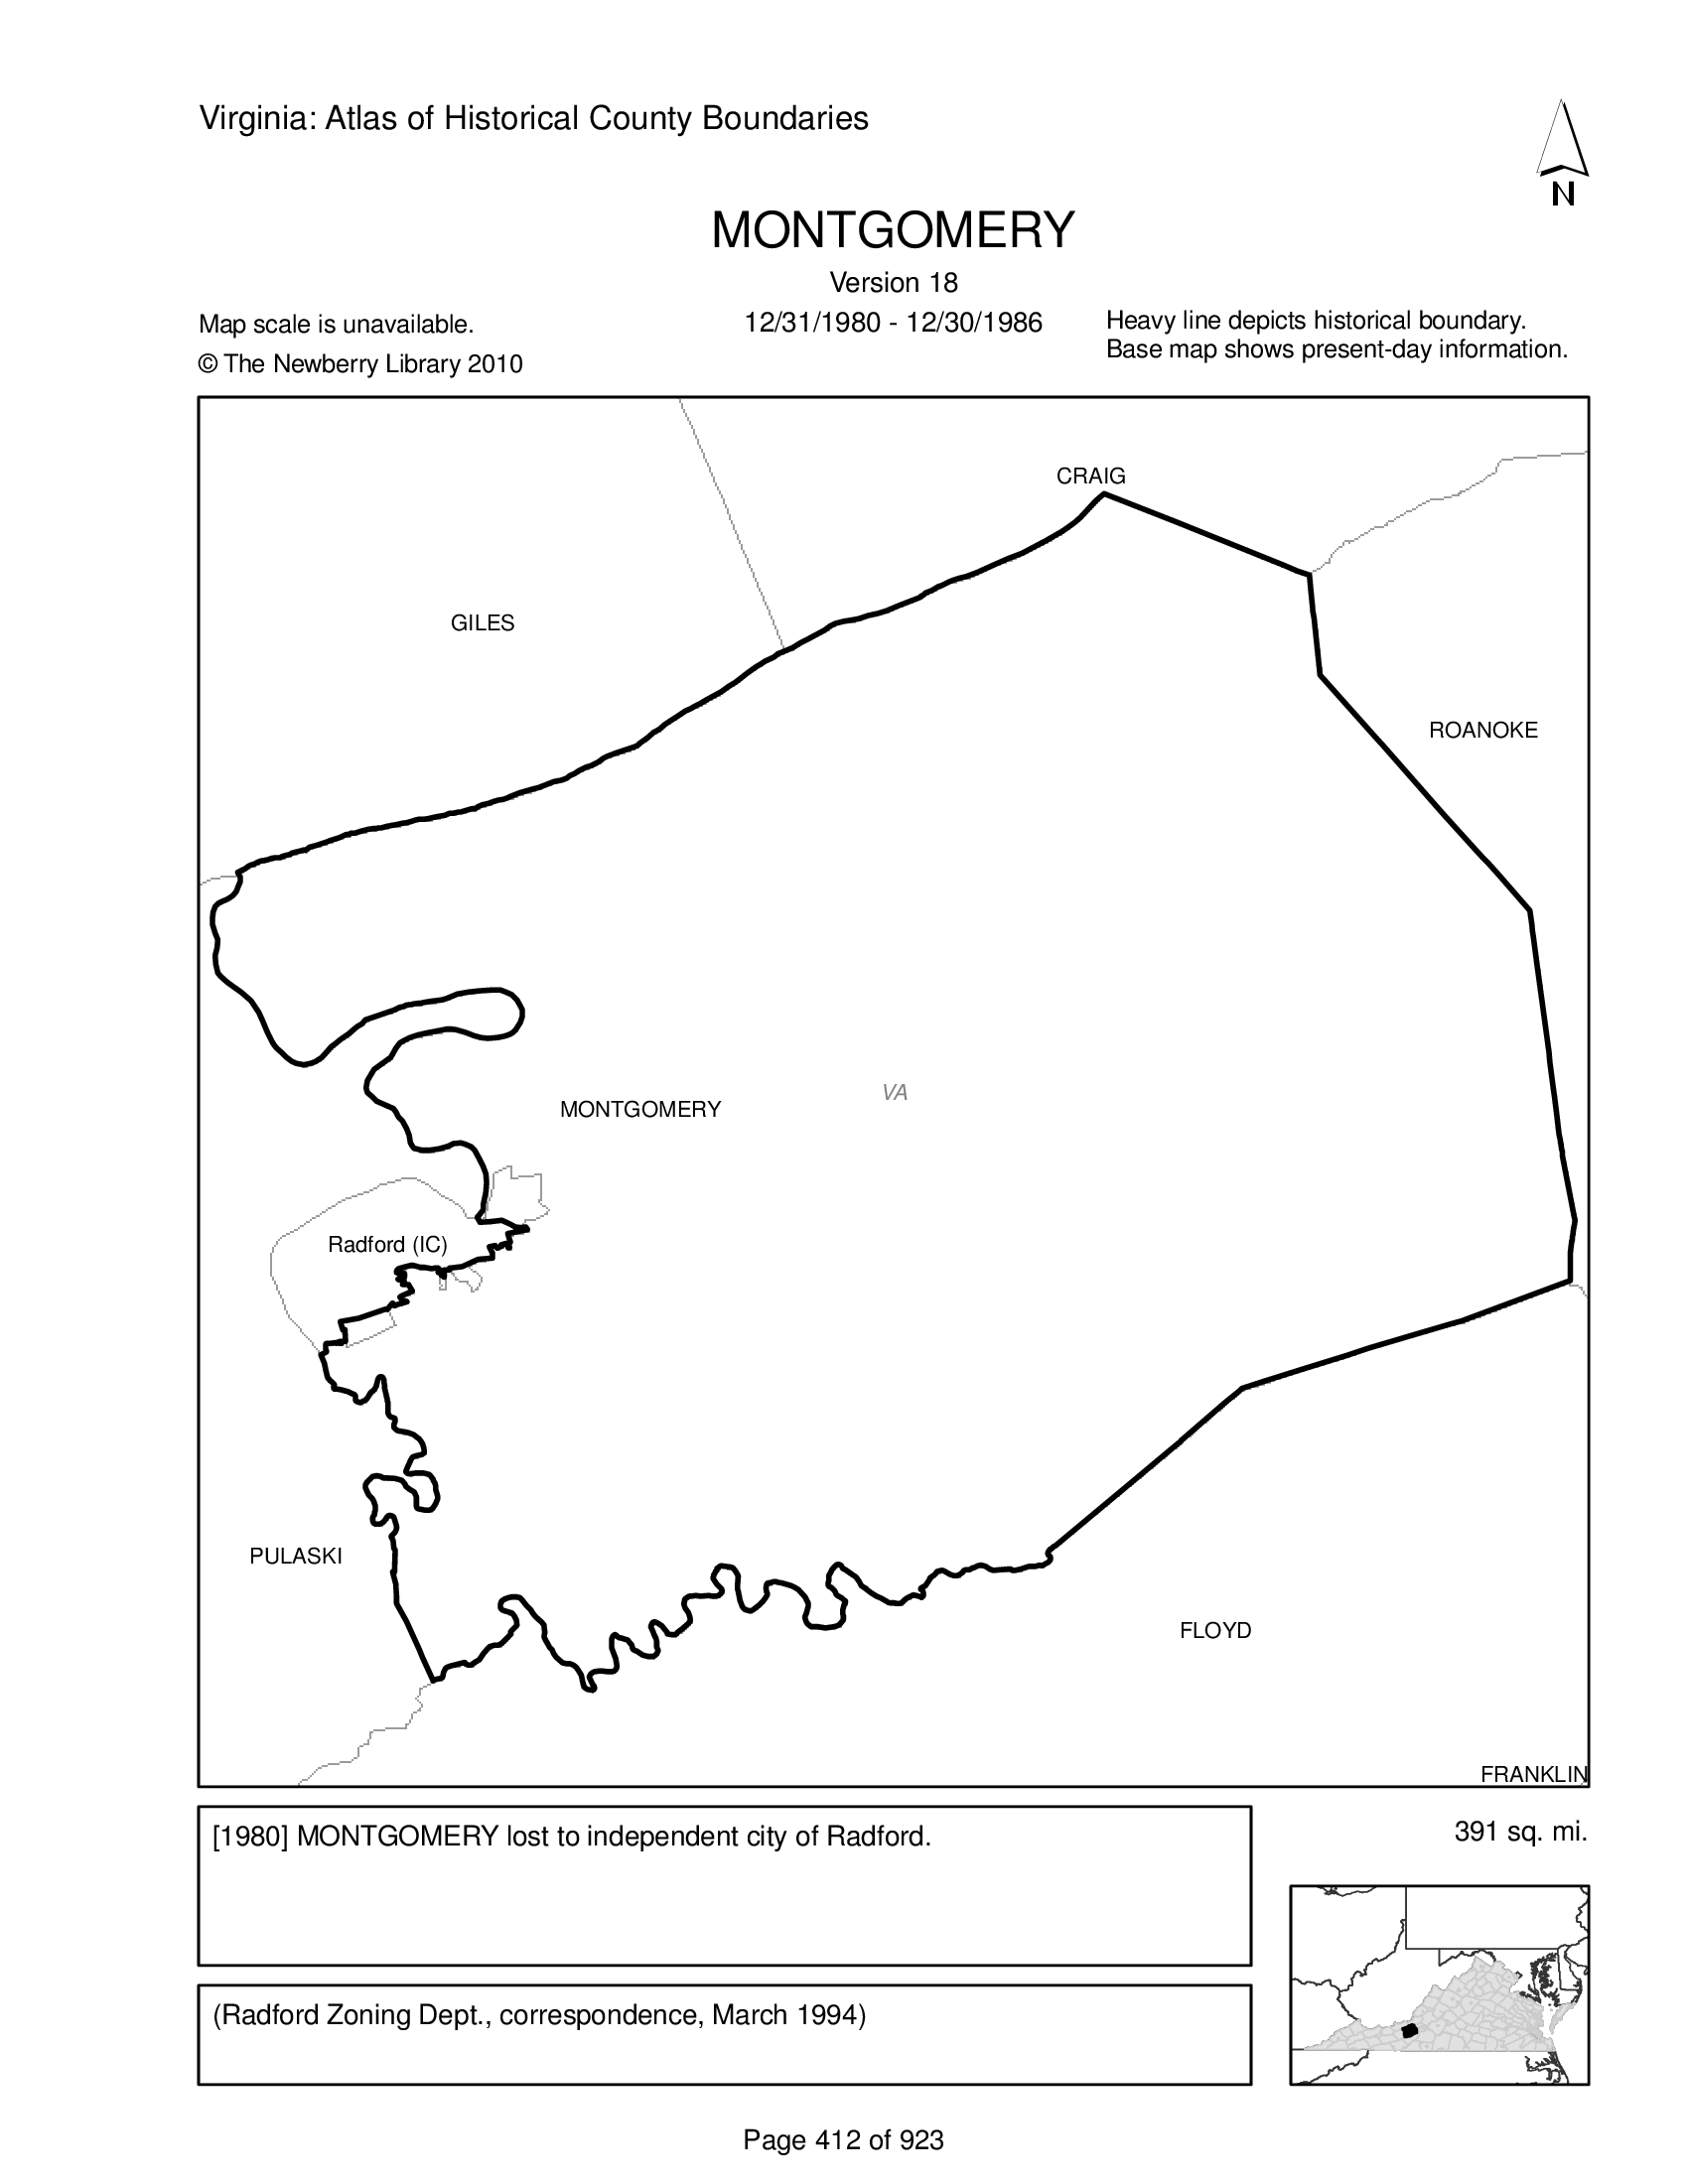 Virginia: Atlas of Historical County Boundaries
N
MONTGOMERY
Version 18
12/31/1980 - 12/30/1986
Map scale is unavailable.
© The Newberry Library 2010
Heavy line depicts historical boundary.
Base map shows present-day information.
CRAIG
GILES
ROANOKE
VA
MONTGOMERY
Radford (IC)
PULASKI
FLOYD
FRANKLIN
[1980] MONTGOMERY lost to independent city of Radford.
391 sq. mi.
(Radford Zoning Dept., correspondence, March 1994)
Page 412 of 923